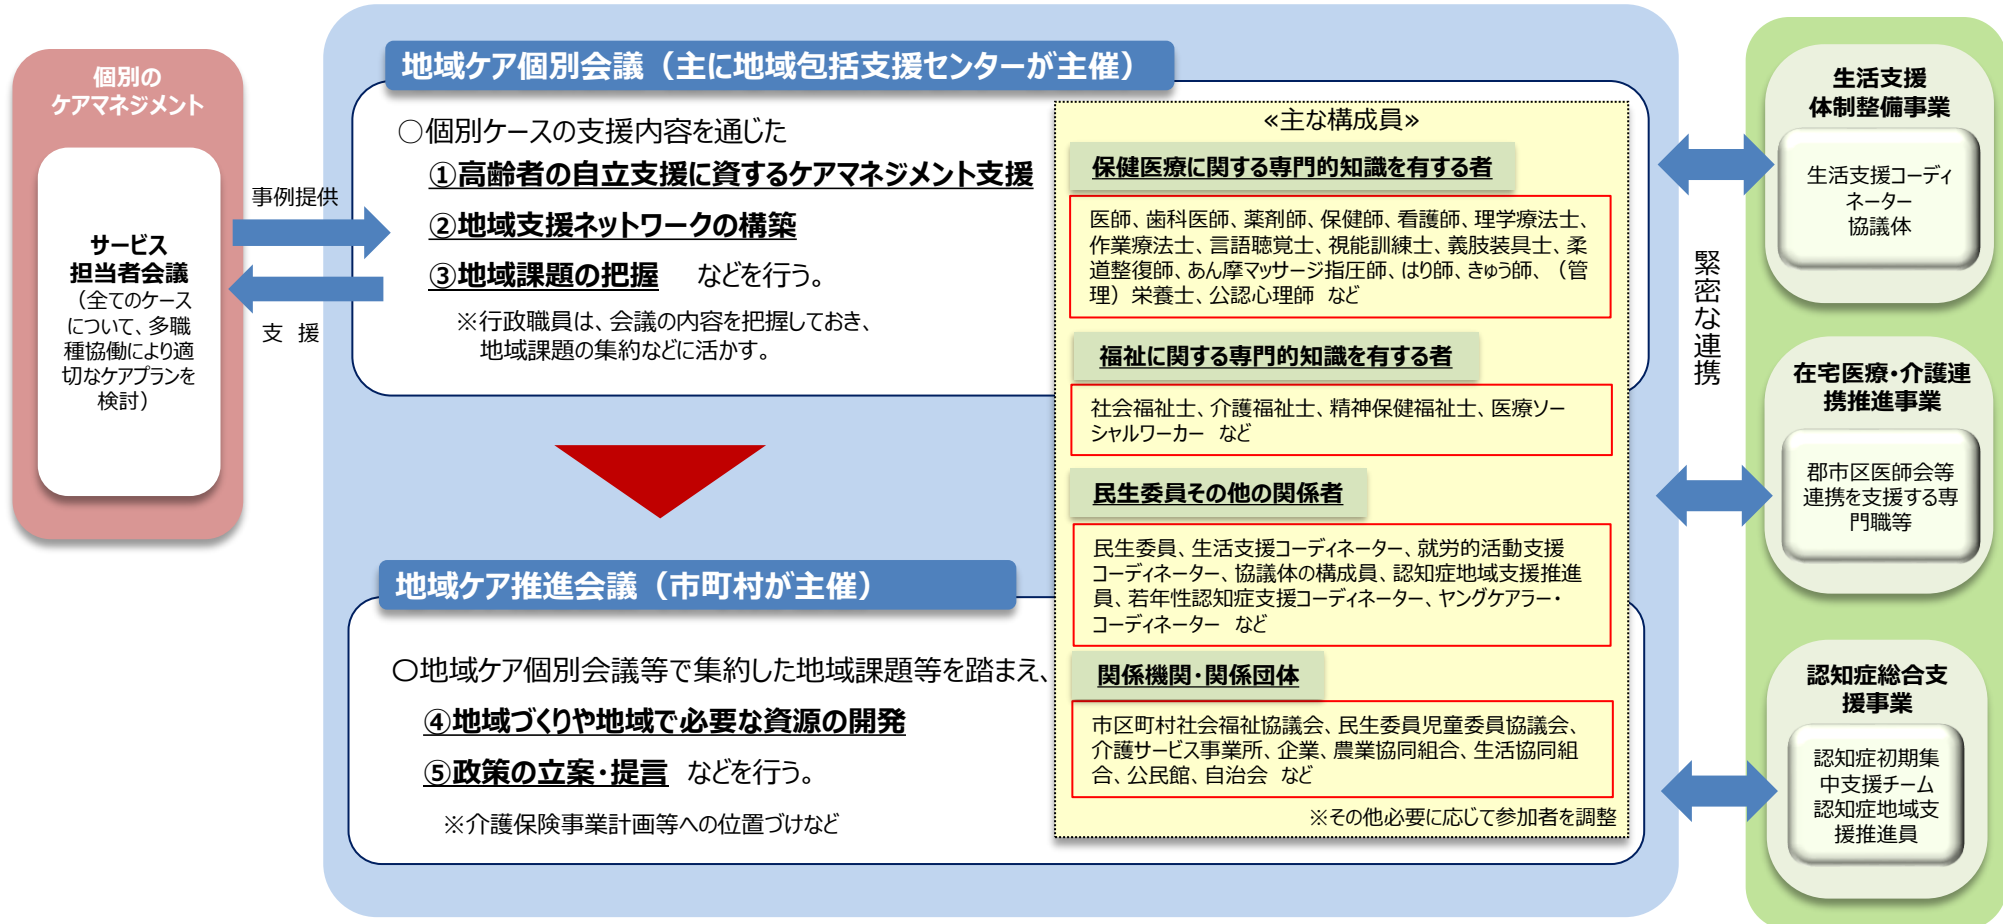 個別の
ケアマネジメント
サービス
担当者会議
（全てのケース
について、多職
種協働により適
切なケアプランを
検討）
事例提供
支　援
地域ケア個別会議（主に地域包括支援センターが主催）
○個別ケースの支援内容を通じた
①高齢者の自立支援に資するケアマネジメント支援
②地域支援ネットワークの構築
③地域課題の把握　などを行う。
※行政職員は、会議の内容を把握しておき、
地域課題の集約などに活かす。
地域ケア推進会議（市町村が主催）
〇地域ケア個別会議等で集約した地域課題等を踏まえ、
④地域づくりや地域で必要な資源の開発
⑤政策の立案・提言　などを行う。
※介護保険事業計画等への位置づけなど
≪主な構成員≫
保健医療に関する専門的知識を有する者
医師、歯科医師、薬剤師、保健師、看護師、理学療法士、
作業療法士、言語聴覚士、視能訓練士、義肢装具士、柔
道整復師、あん摩マッサージ指圧師、はり師、きゅう師、（管
理）栄養士、公認心理師　など
福祉に関する専門的知識を有する者
社会福祉士、介護福祉士、精神保健福祉士、医療ソー
シャルワーカー　など
民生委員その他の関係者
民生委員、生活支援コーディネーター、就労的活動支援
コーディネーター、協議体の構成員、認知症地域支援推進
員、若年性認知症支援コーディネーター、ヤングケアラー・
コーディネーター　など
関係機関・関係団体
市区町村社会福祉協議会、民生委員児童委員協議会、
介護サービス事業所、企業、農業協同組合、生活協同組
合、公民館、自治会　など
※その他必要に応じて参加者を調整
緊密な連携
生活支援
体制整備事業
生活支援コーディ
ネーター
協議体
在宅医療・介護連
携推進事業
郡市区医師会等
連携を支援する専
門職等
認知症総合支
援事業
認知症初期集
中支援チーム
認知症地域支
援推進員